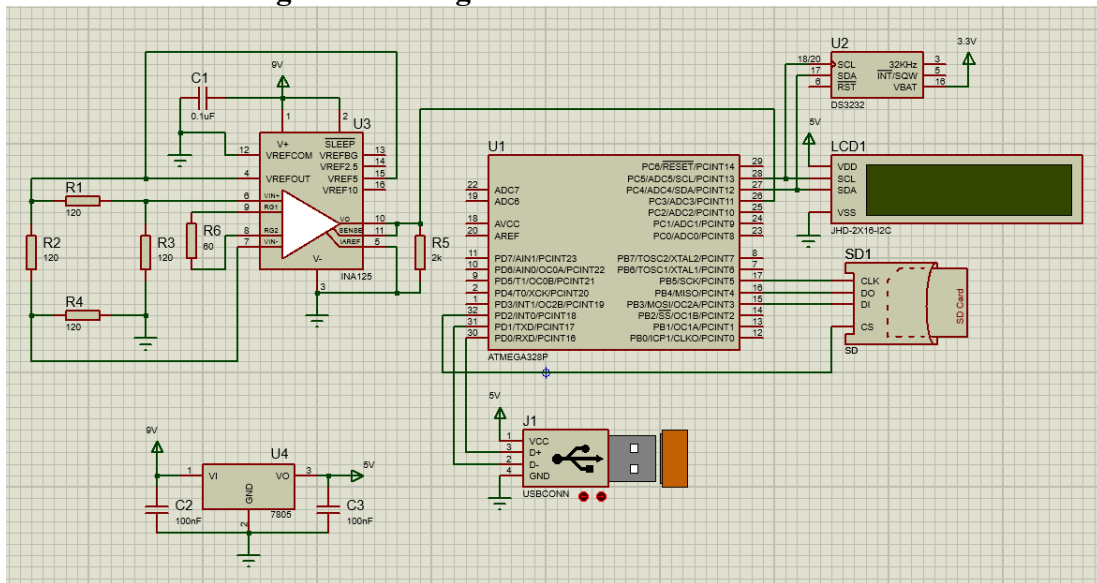 9V
C1
0.1uF
U3
1
2
V+
SLEEP
12
VREFCOM
VREFBG
13
VREF2.5
14
4
VREFOUT
VREF5
15
VREF10
16
6
VIN+
9
RG1
VO
10
SENSE
11
8
RG2
IAREF
5
7
VIN-
V-
3
INA125
R1
120
R2
120
R3
120
R4
120
R6
60
R5
2k
U1
22
ADC7
19
ADC6
18
AVCC
20
AREF
11
PD7/AIN1/PCINT23
10
PD6/AIN0/OC0A/PCINT22
9
PD5/T1/OC0B/PCINT21
2
PD4/T0/XCK/PCINT20
1
PD3/INT1/OC2B/PCINT19
32
PD2/INT0/PCINT18
31
PD1/TXD/PCINT17
30
PD0/RXD/PCINT16
PC6/RESET/PCINT14
29
PC5/ADC5/SCL/PCINT13
28
PC4/ADC4/SDA/PCINT12
27
PC3/ADC3/PCINT11
26
PC2/ADC2/PCINT10
25
PC1/ADC1/PCINT9
24
PC0/ADC0/PCINT8
23
PB7/TOSC2/XTAL2/PCINT7
8
PB6/TOSC1/XTAL1/PCINT6
7
PB5/SCK/PCINT5
17
PB4/MISO/PCINT4
16
PB3/MOSI/OC2A/PCINT3
15
PB2/SS/OC1B/PCINT2
14
PB1/OC1A/PCINT1
13
PB0/ICP1/CLKO/PCINT0
12
ATMEGA328P
U2
3.3V
18/20
SCL
32KHz
3
17
SDA
INT/SQW
5
6
RST
VBAT
16
DS3232
5V
LCD1
VDD
SCL
SDA
VSS
JHD-2X16-I2C
SD1
CLK
DO
DI
CS
SD Card
SD
5V
J1
1
VCC
3
D+
2
D-
4
GND
USBCONN
9V
U4
5V
1
VI
VO
3
GND
2
7805
C2
100nF
C3
100nF